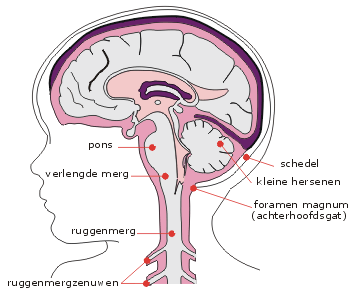 pons
schedel
verlengde merg
kleine hersenen
foramen magnum
(achterhoofdsgat)
ruggenmerg
ruggenmergzenuwen